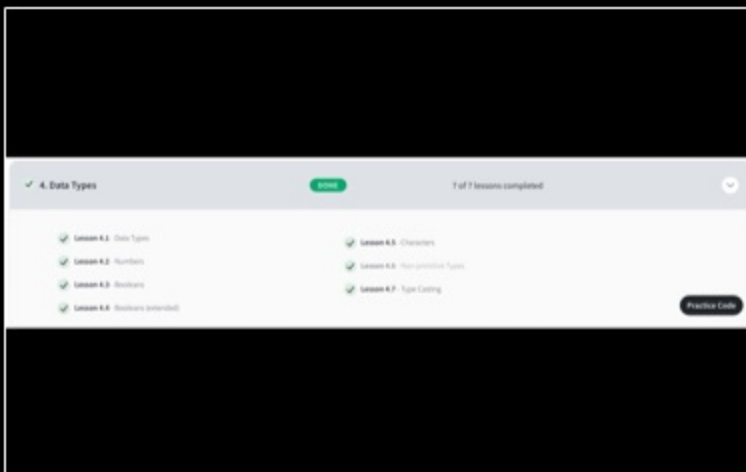 4. Data Types
DONE
7 of 7 lessons completed
Lesson 4.1 Data Types
Lesson 4.2 Numbers
Lesson 4.3 Booleans
Lesson 4.4 Booleans (extended)
Lesson 4.5 Characters
Lesson 4.6 Non-primitive Types
Lesson 4.7 Type Casting
Practice Code